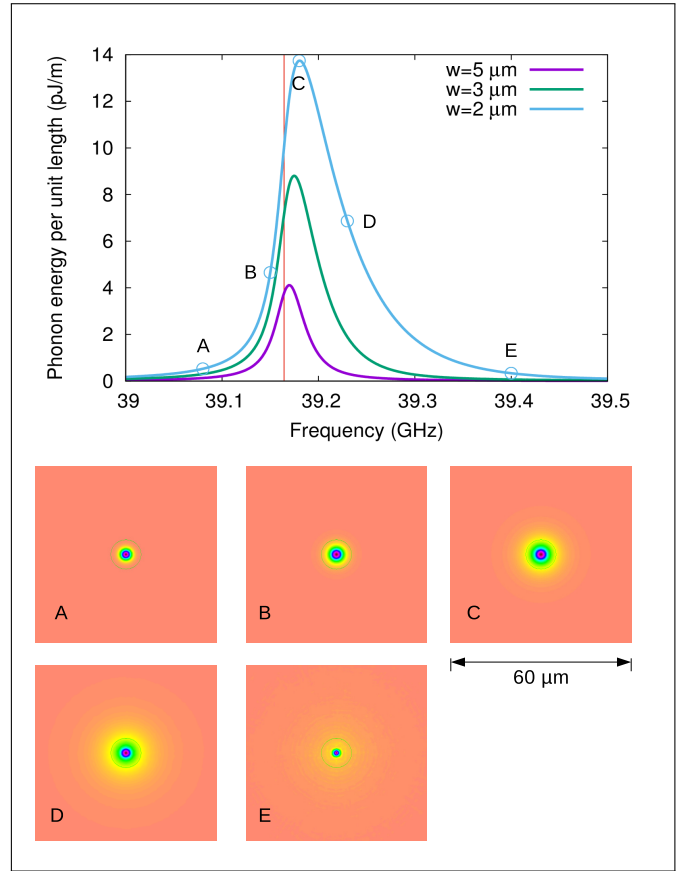 Phonon energy per unit length (pJ/m)
14
12
10
8
6
4
2
0
w=5 μm
w=3 μm
w=2 μm
C
D
B
A
E
39
39.1
39.2
39.3
39.4
39.5
Frequency (GHz)
A
B
C
60 μm
D
E